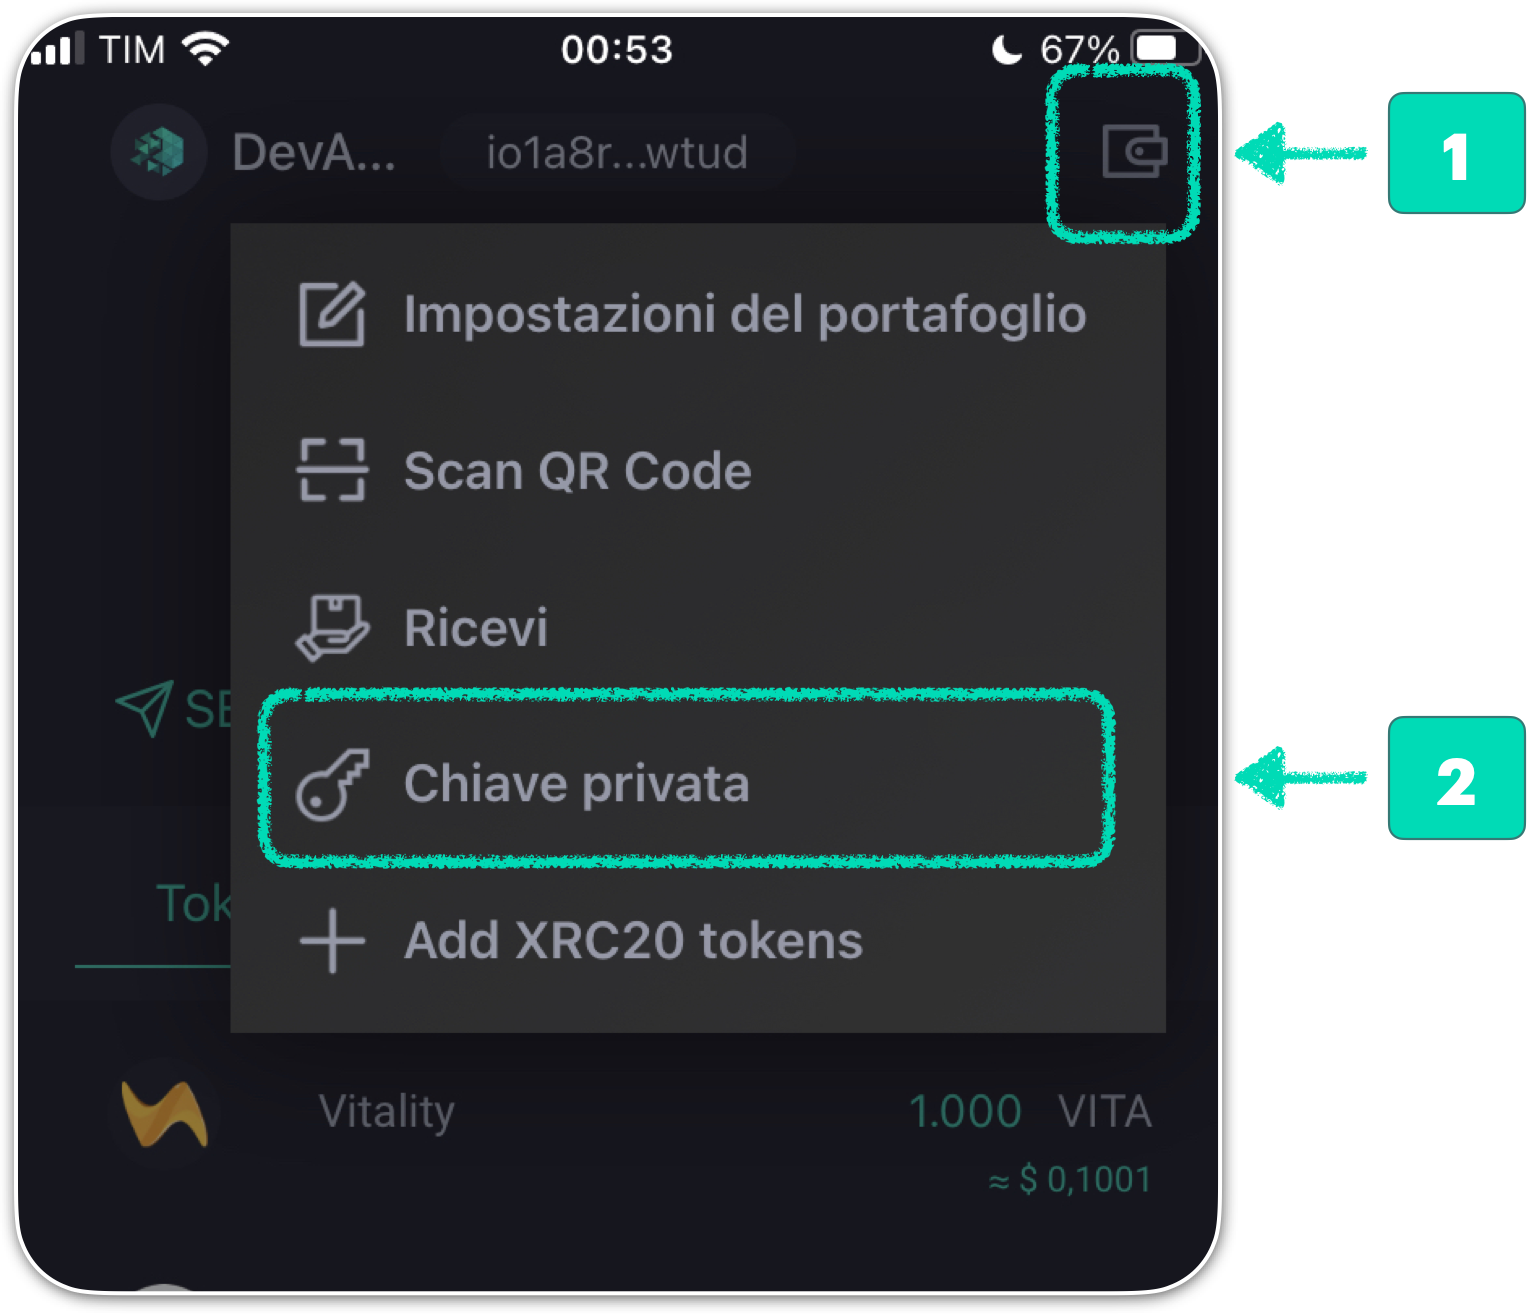 TIM 00:53 67%
DevA... io1a8r...wtud
1
Impostazioni del portafoglio
Scan QR Code
Ricevi
SE
Chiave privata
2
Tok
Add XRC20 tokens
Vitality 1.000 VITA
≈ $ 0,1001